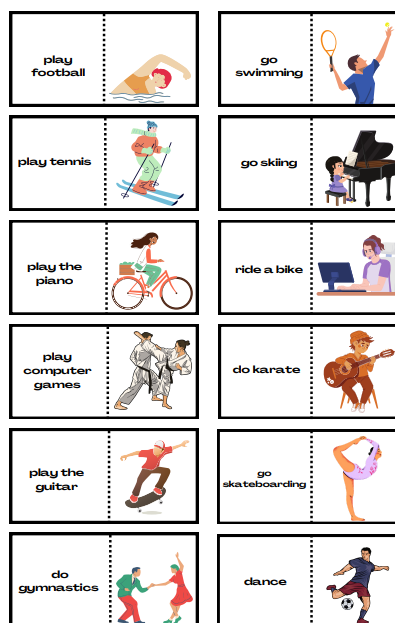 play
football
go
swimming
play tennis
go skiing
play the
piano
ride a bike
play
computer
games
do karate
play the
guitar
go
skateboarding
do
gymnastics
dance